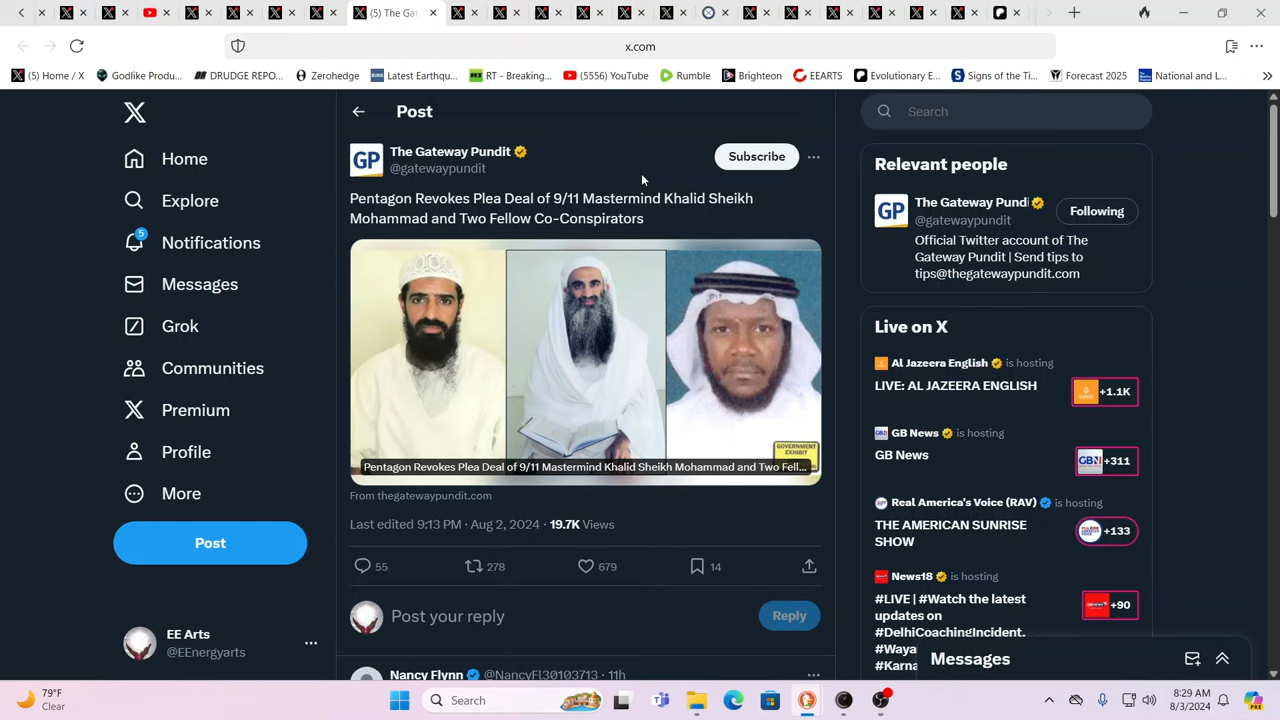 (5) The Ga
x.com
(5) Home / X
Godlike Produ...
DRUDGE REPO...
Zerohedge
Latest Earthqu...
RT - Breaking...
(5556) YouTube
Rumble
Brighteon
EEARTS
Evolutionary E...
Signs of the Ti...
Forecast 2025
National and L...
Home
Explore
5
Notifications
Messages
Grok
Communities
Premium
Profile
More
Post
EE Arts
@EEnergyarts
Post
GP
The Gateway Pundit
@gatewaypundit
Subscribe
Pentagon Revokes Plea Deal of 9/11 Mastermind Khalid Sheikh
Mohammad and Two Fellow Co-Conspirators
GOVERNMENT
EXHIBIT
Pentagon Revokes Plea Deal of 9/11 Mastermind Khalid Sheikh Mohammad and Two Fell...
From thegatewaypundit.com
Last edited 9:13 PM · Aug 2, 2024 · 19.7K Views
55
278
679
14
Post your reply
Reply
Nancy Flynn @NancyFl30103713 · 11h
Search
Relevant people
GP
The Gateway Pundi
@gatewaypundit
Following
Official Twitter account of The
Gateway Pundit | Send tips to
tips@thegatewaypundit.com
Live on X
Al Jazeera English is hosting
LIVE: AL JAZEERA ENGLISH
+1.1K
GB News is hosting
GB News
GBN
+311
Real America's Voice (RAV) is hosting
THE AMERICAN SUNRISE
SHOW
+133
News18 is hosting
#LIVE | #Watch the latest
updates on
#DelhiCoachingIncident,
#Waya
#Karna
+90
Messages
79°F
Clear
Search
8:29 AM
8/3/2024